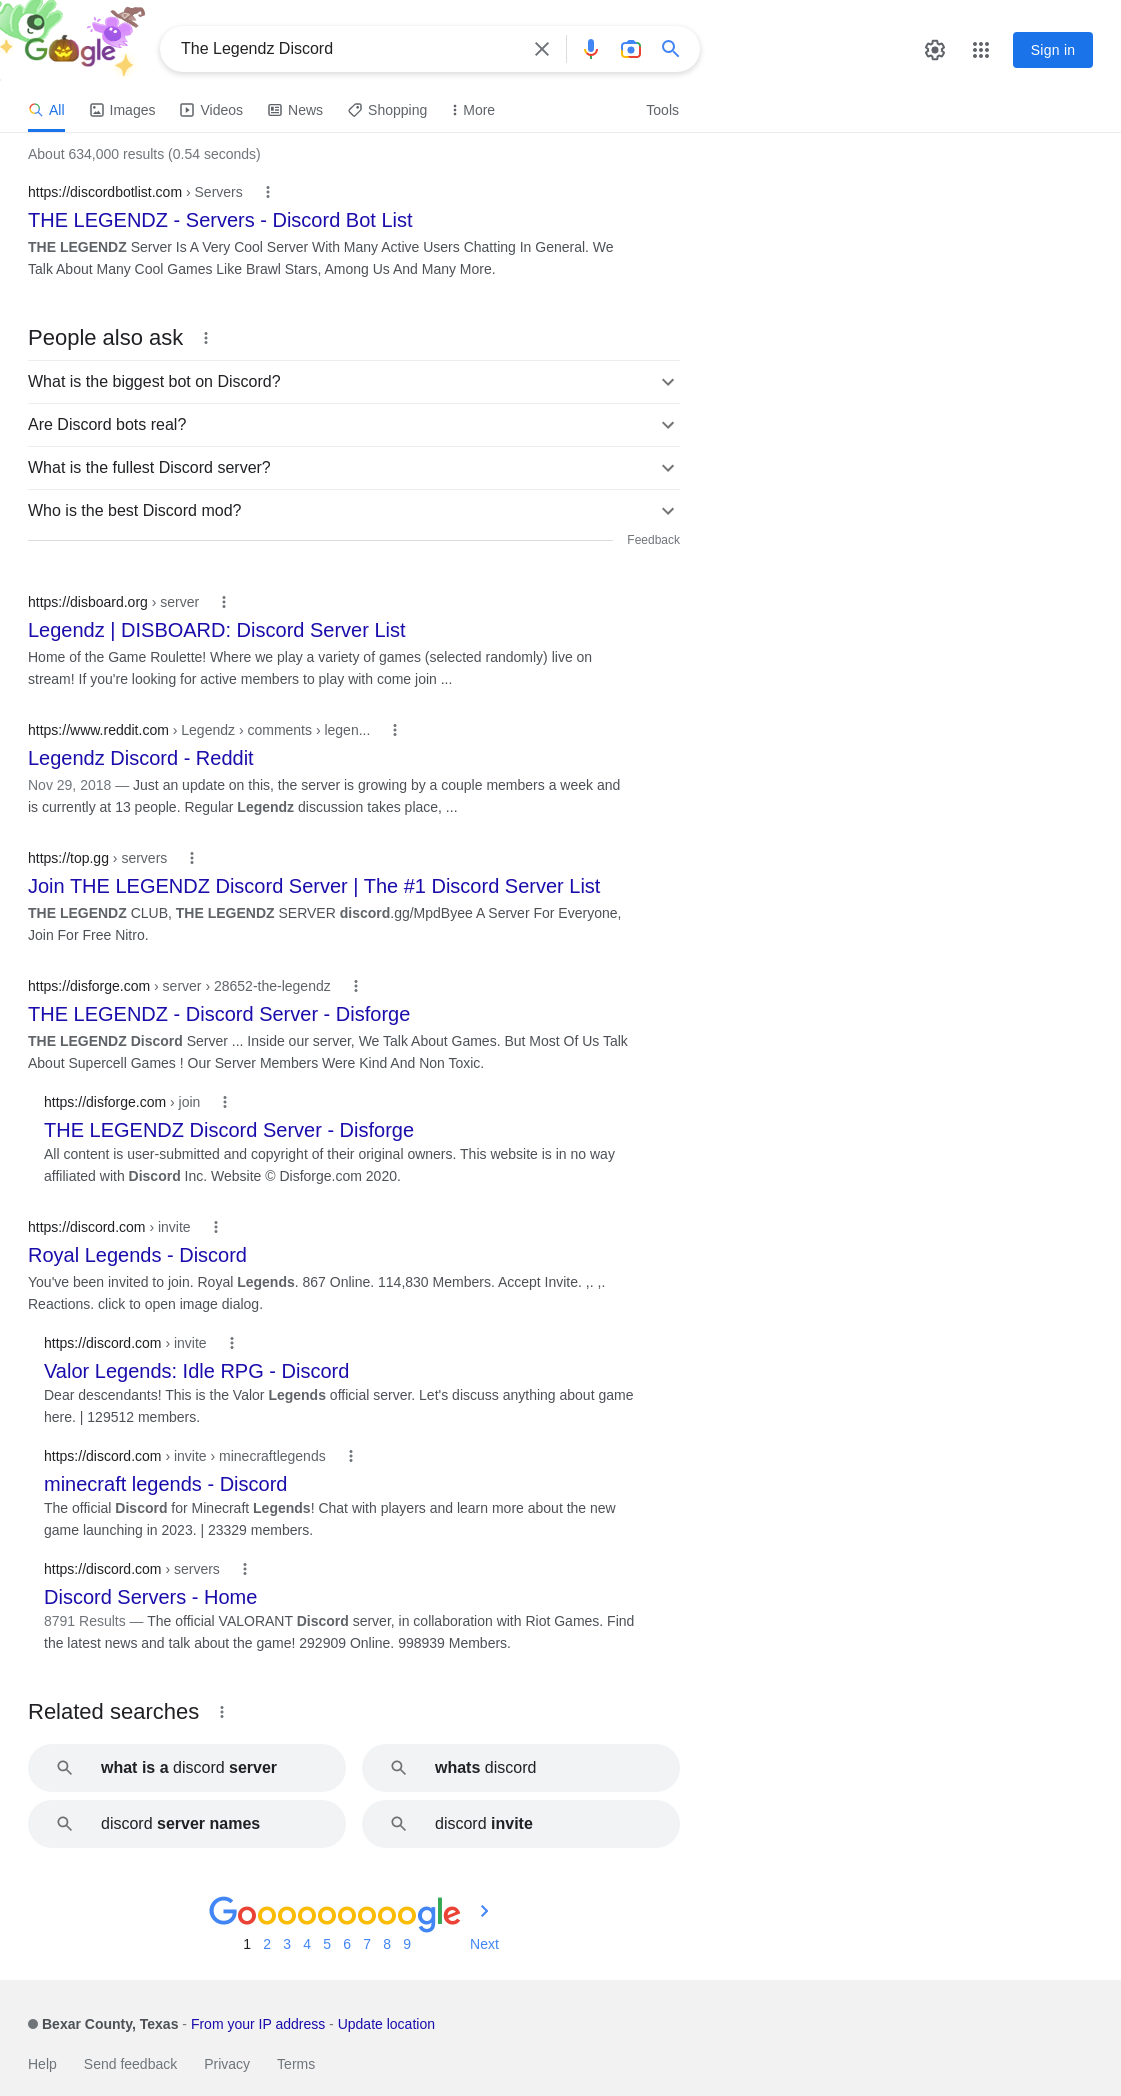 Google
The Legendz Discord
Sign in
All Images Videos News Shopping More Tools
About 634,000 results (0.54 seconds)
https://discordbotlist.com › Servers
THE LEGENDZ - Servers - Discord Bot List
THE LEGENDZ Server Is A Very Cool Server With Many Active Users Chatting In General. We
Talk About Many Cool Games Like Brawl Stars, Among Us And Many More.
People also ask
What is the biggest bot on Discord?
Are Discord bots real?
What is the fullest Discord server?
Who is the best Discord mod?
Feedback
https://disboard.org › server
Legendz | DISBOARD: Discord Server List
Home of the Game Roulette! Where we play a variety of games (selected randomly) live on
stream! If you're looking for active members to play with come join ...
https://www.reddit.com › Legendz › comments › legen...
Legendz Discord - Reddit
Nov 29, 2018 — Just an update on this, the server is growing by a couple members a week and
is currently at 13 people. Regular Legendz discussion takes place, ...
https://top.gg › servers
Join THE LEGENDZ Discord Server | The #1 Discord Server List
THE LEGENDZ CLUB, THE LEGENDZ SERVER discord.gg/MpdByee A Server For Everyone,
Join For Free Nitro.
https://disforge.com › server › 28652-the-legendz
THE LEGENDZ - Discord Server - Disforge
THE LEGENDZ Discord Server ... Inside our server, We Talk About Games. But Most Of Us Talk
About Supercell Games ! Our Server Members Were Kind And Non Toxic.
https://disforge.com › join
THE LEGENDZ Discord Server - Disforge
All content is user-submitted and copyright of their original owners. This website is in no way
affiliated with Discord Inc. Website © Disforge.com 2020.
https://discord.com › invite
Royal Legends - Discord
You've been invited to join. Royal Legends. 867 Online. 114,830 Members. Accept Invite. ,. ,.
Reactions. click to open image dialog.
https://discord.com › invite
Valor Legends: Idle RPG - Discord
Dear descendants! This is the Valor Legends official server. Let's discuss anything about game
here. | 129512 members.
https://discord.com › invite › minecraftlegends
minecraft legends - Discord
The official Discord for Minecraft Legends! Chat with players and learn more about the new
game launching in 2023. | 23329 members.
https://discord.com › servers
Discord Servers - Home
8791 Results — The official VALORANT Discord server, in collaboration with Riot Games. Find
the latest news and talk about the game! 292909 Online. 998939 Members.
Related searches
what is a discord server
whats discord
discord server names
discord invite
Goooooooooogle
1 2 3 4 5 6 7 8 9 Next
Bexar County, Texas - From your IP address - Update location
Help Send feedback Privacy Terms